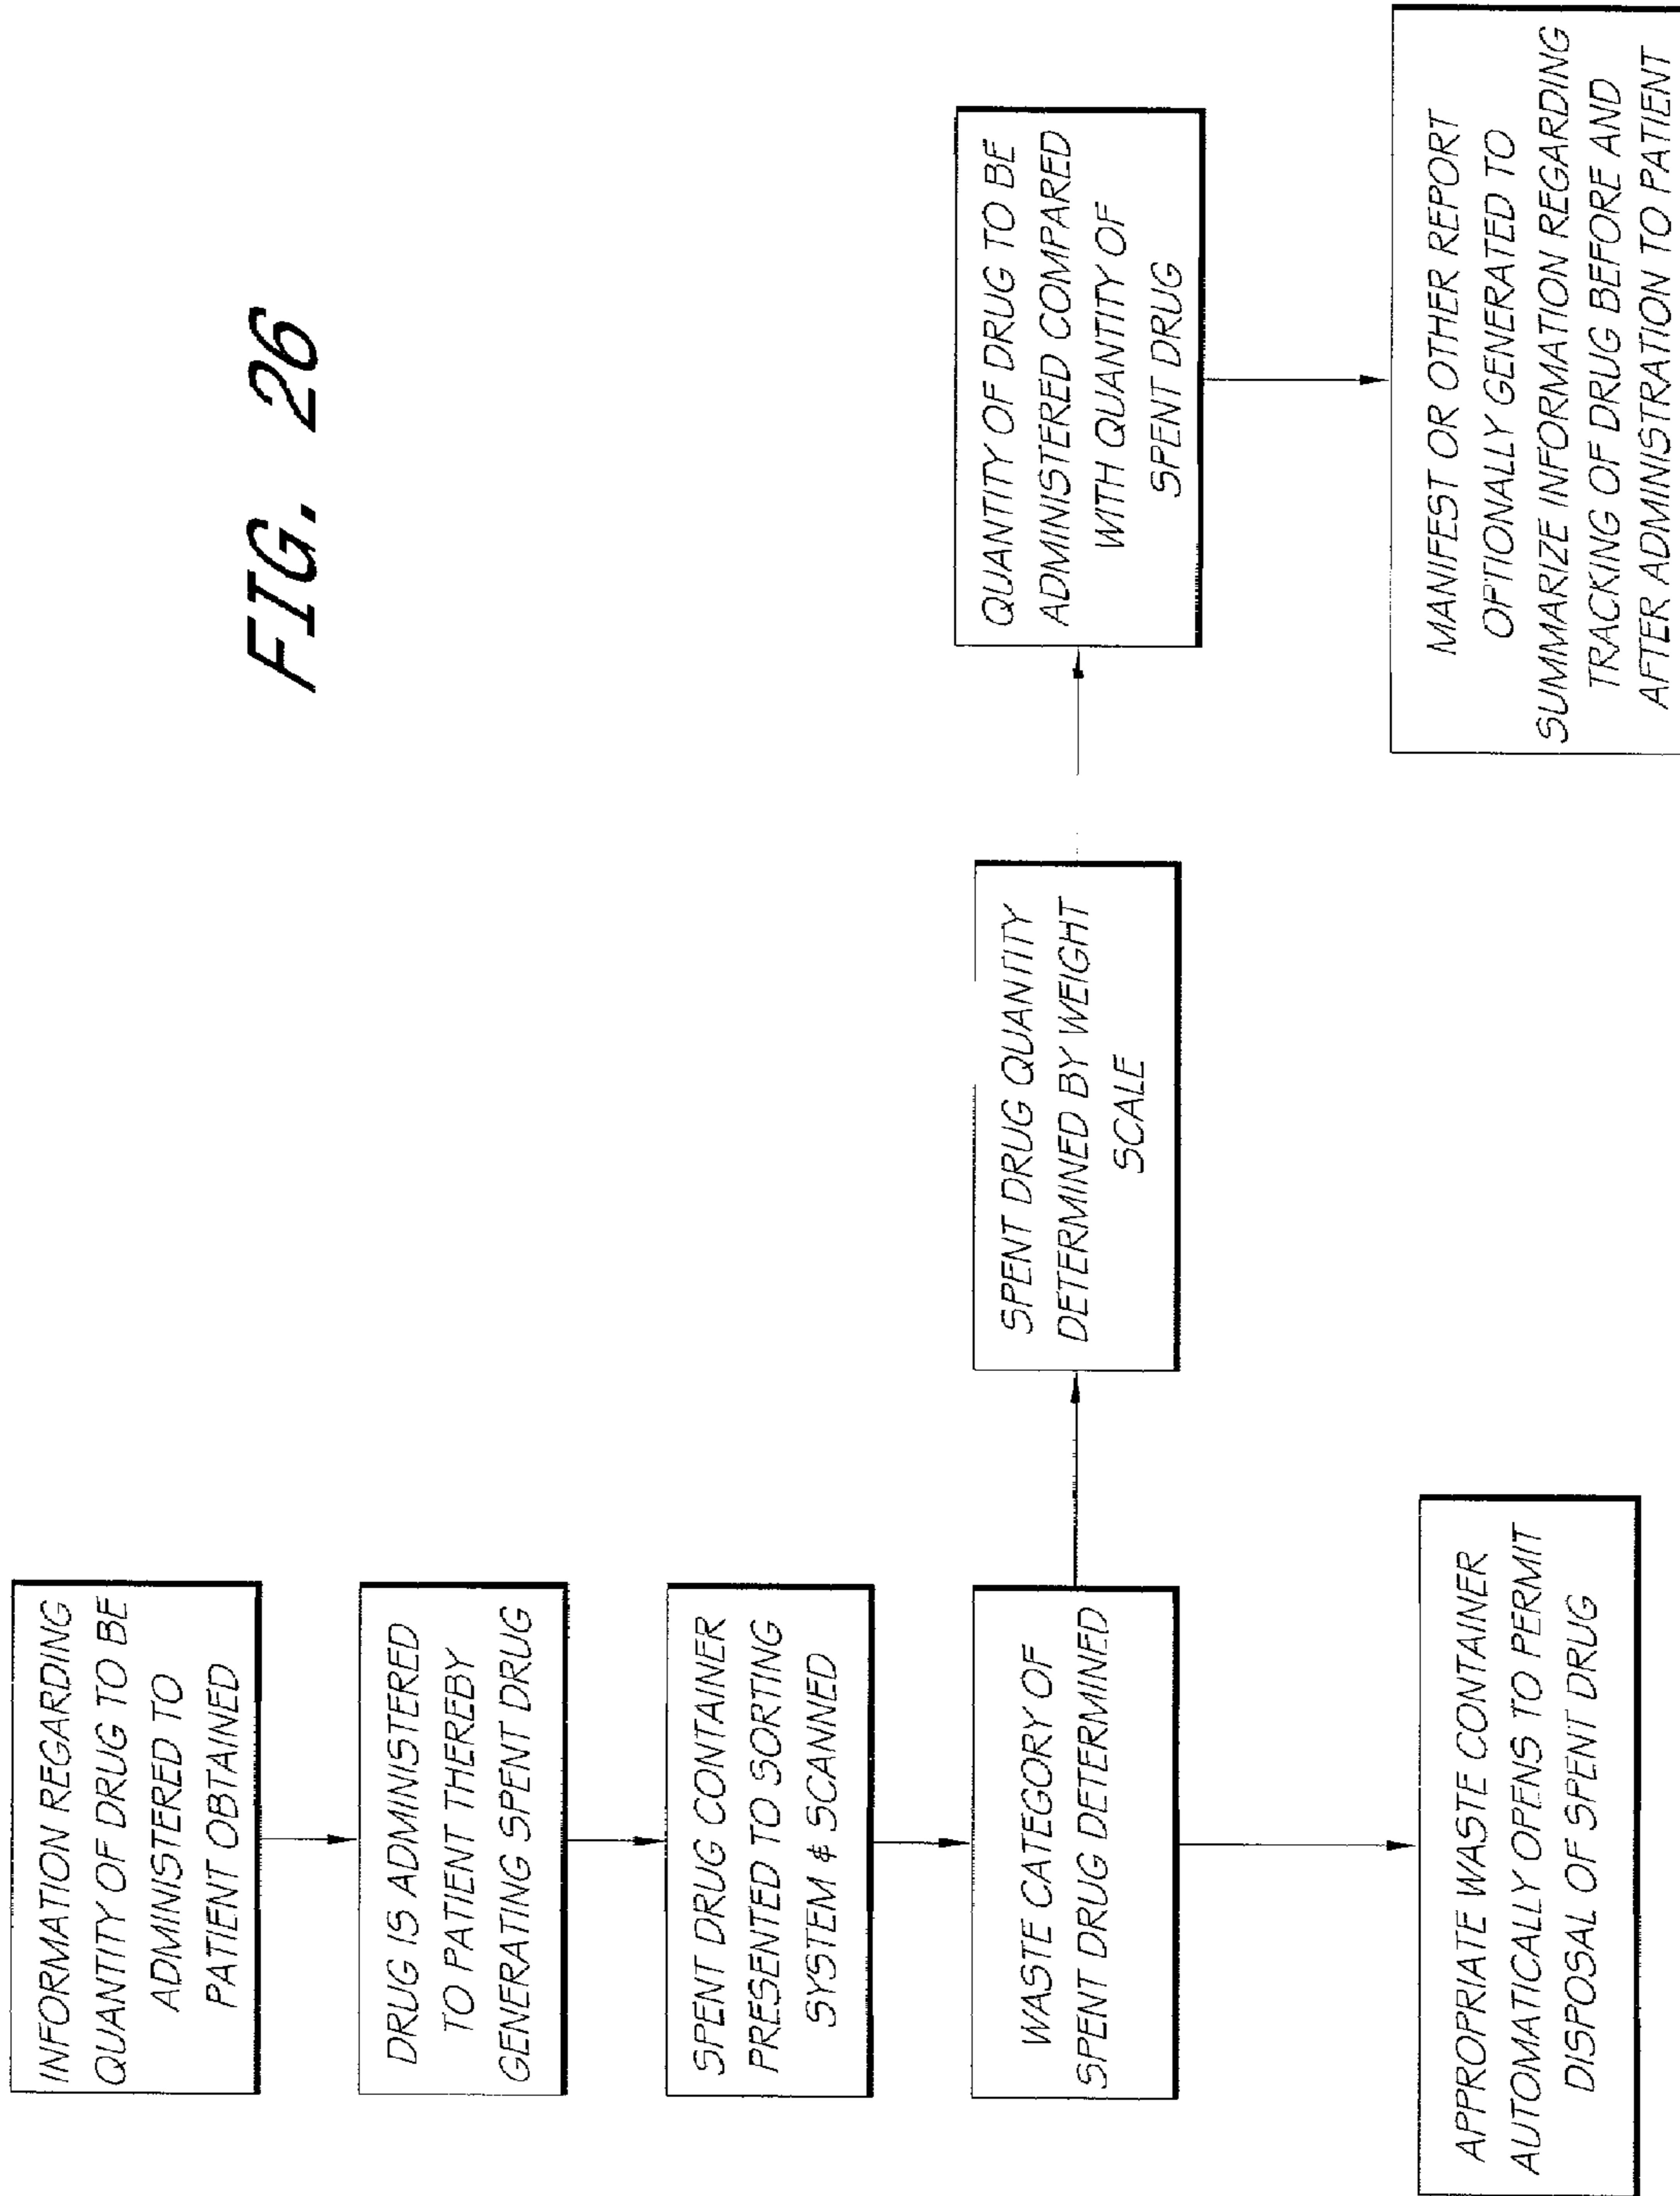 FIG. 26
INFORMATION REGARDING
QUANTITY OF DRUG TO BE
ADMINISTERED TO
PATIENT OBTAINED
DRUG IS ADMINISTERED
TO PATIENT THEREBY
GENERATING SPENT DRUG
SPENT DRUG CONTAINER
PRESENTED TO SORTING
SYSTEM & SCANNED
WASTE CATEGORY OF
SPENT DRUG DETERMINED
APPROPRIATE WASTE CONTAINER
AUTOMATICALLY OPENS TO PERMIT
DISPOSAL OF SPENT DRUG
SPENT DRUG QUANTITY
DETERMINED BY WEIGHT
SCALE
QUANTITY OF DRUG TO BE
ADMINISTERED COMPARED
WITH QUANTITY OF
SPENT DRUG
MANIFEST OR OTHER REPORT
OPTIONALLY GENERATED TO
SUMMARIZE INFORMATION REGARDING
TRACKING OF DRUG BEFORE AND
AFTER ADMINISTRATION TO PATIENT